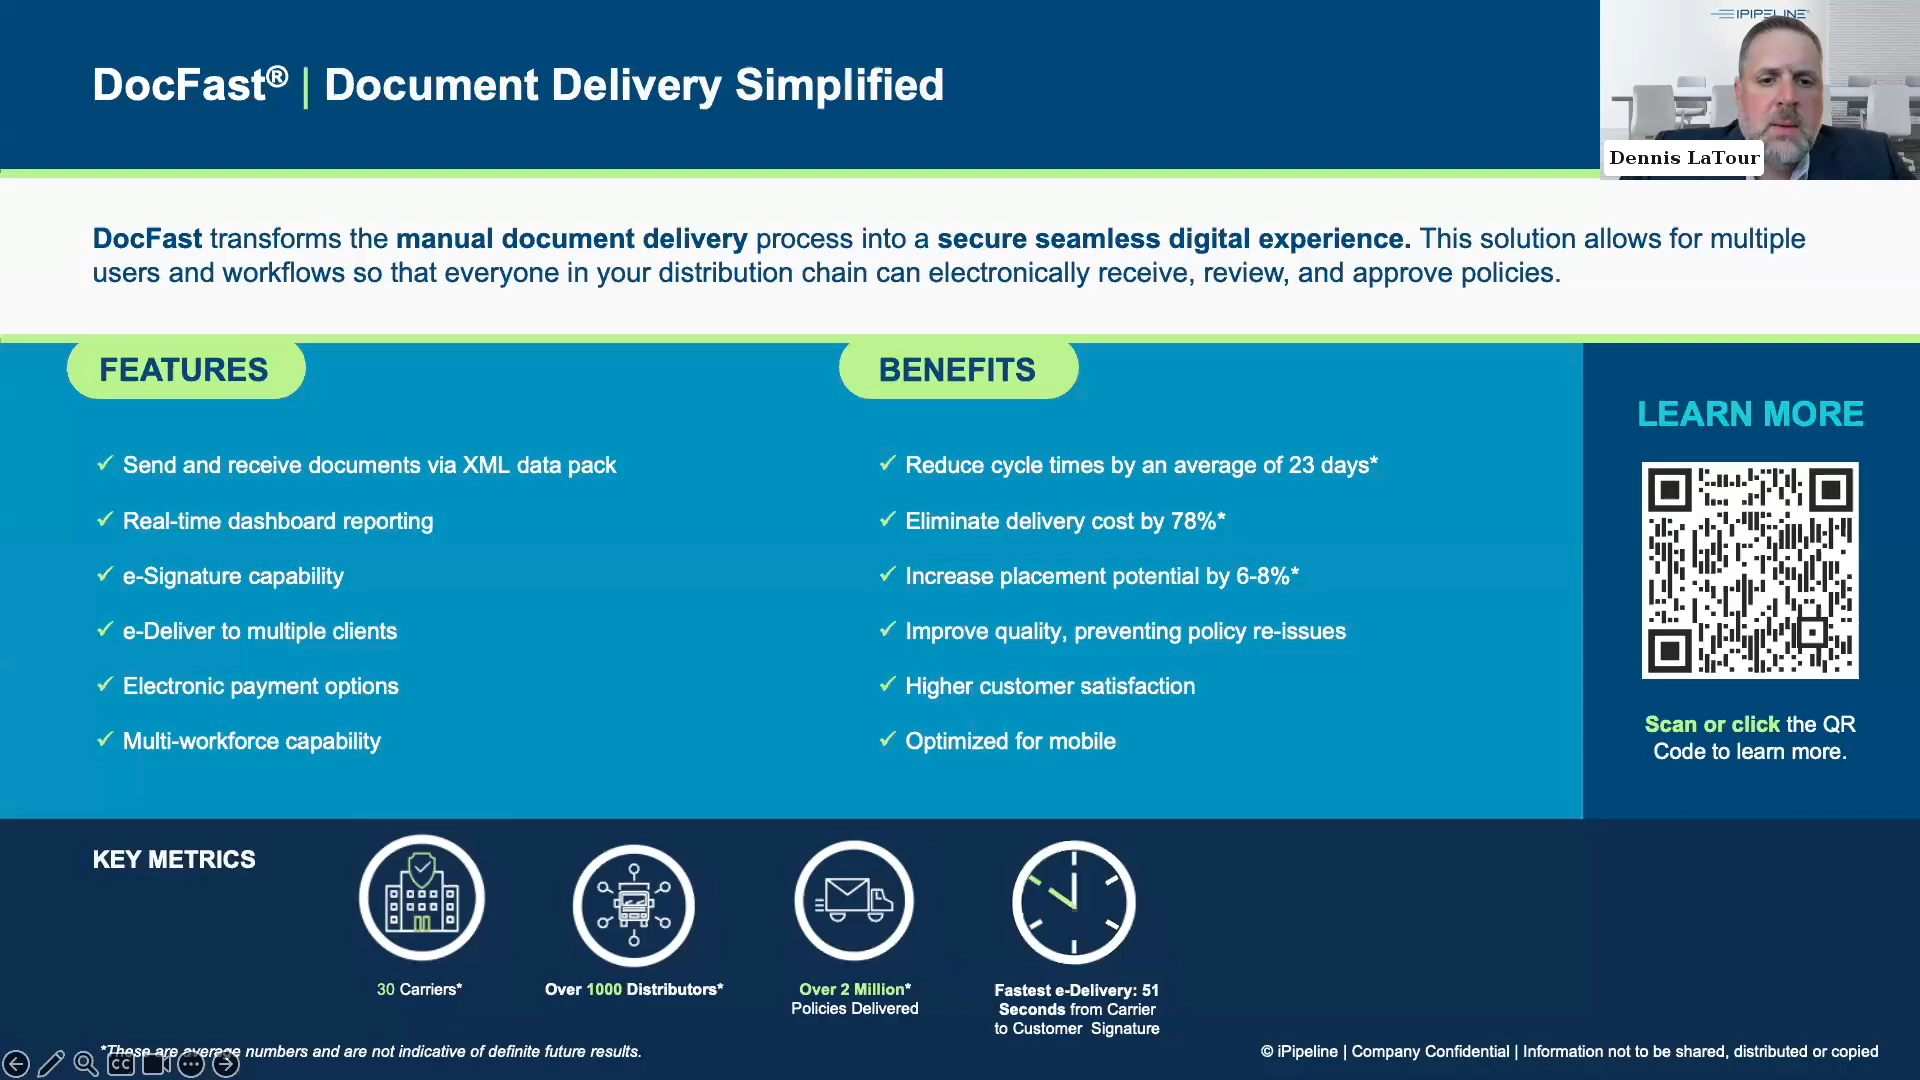 IPIPELINE
DocFast® | Document Delivery Simplified
Dennis LaTour
DocFast transforms the manual document delivery process into a secure seamless digital experience. This solution allows for multiple
users and workflows so that everyone in your distribution chain can electronically receive, review, and approve policies.
FEATURES
✓ Send and receive documents via XML data pack
✓ Real-time dashboard reporting
✓ e-Signature capability
✓ e-Deliver to multiple clients
✓ Electronic payment options
✓ Multi-workforce capability
BENEFITS
✓ Reduce cycle times by an average of 23 days*
✓ Eliminate delivery cost by 78%*
✓ Increase placement potential by 6-8%*
✓ Improve quality, preventing policy re-issues
✓ Higher customer satisfaction
✓ Optimized for mobile
LEARN MORE
Scan or click the QR
Code to learn more.
KEY METRICS
30 Carriers*
Over 1000 Distributors*
Over 2 Million*
Policies Delivered
Fastest e-Delivery: 51
Seconds from Carrier
to Customer Signature
*These are average numbers and are not indicative of definite future results.
CC
© iPipeline | Company Confidential | Information not to be shared, distributed or copied